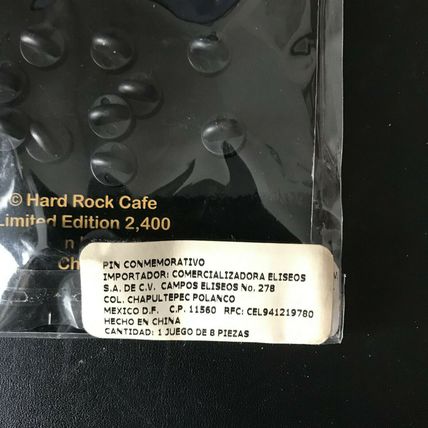 © Hard Rock Cafe
Limited Edition 2,400
PIN CONMEMORATIVO
IMPORTADOR: COMERCIALIZADORA ELISEOS
S.A. DE C.V. CAMPOS ELISEOS No. 278
COL. CHAPULTEPEC POLANCO
MEXICO D.F. C.P. 11560 RFC: CEL941219780
HECHO EN CHINA
CANTIDAD: 1 JUEGO DE 8 PIEZAS